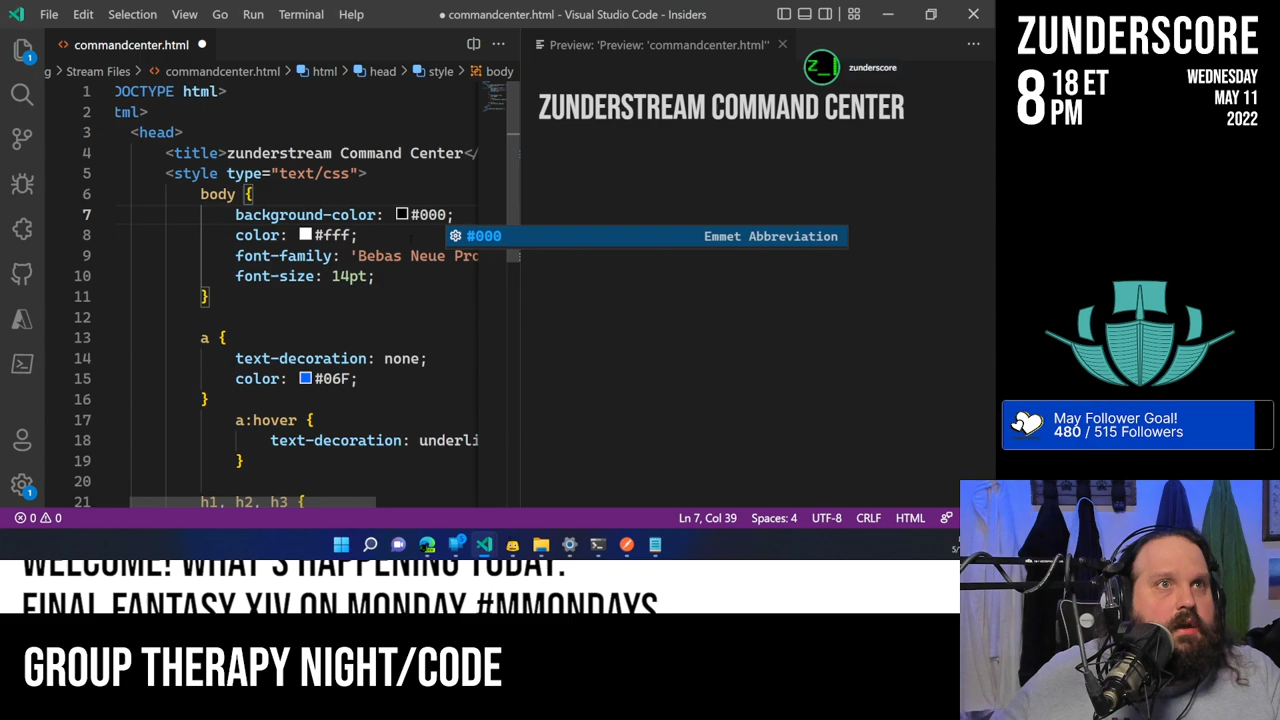 File Edit Selection View Go Run Terminal Help
● commandcenter.html - Visual Studio Code - Insiders
commandcenter.html
Preview: 'Preview: 'commandcenter.html''
g > Stream Files > commandcenter.html > html > head > style > body
zunderscore
1 DOCTYPE html>
2 tml>
3 <head>
4 <title>zunderstream Command Center</
5 <style type="text/css">
6 body {
7 background-color: #000;
8 color: #fff;
9 font-family: 'Bebas Neue Pro
10 font-size: 14pt;
11 }
12
13 a {
14 text-decoration: none;
15 color: #06F;
16 }
17 a:hover {
18 text-decoration: underli
19 }
20
21 h1, h2, h3 {
#000 Emmet Abbreviation
ZUNDERSTREAM COMMAND CENTER
0 0
Ln 7, Col 39 Spaces: 4 UTF-8 CRLF HTML
ZUNDERSCORE
8 18 ET
PM
WEDNESDAY
MAY 11
2022
May Follower Goal!
480 / 515 Followers
WELCOME! WHAT'S HAPPENING TODAY:
FINAL FANTASY XIV ON MONDAY #MMONDAYS
GROUP THERAPY NIGHT/CODE